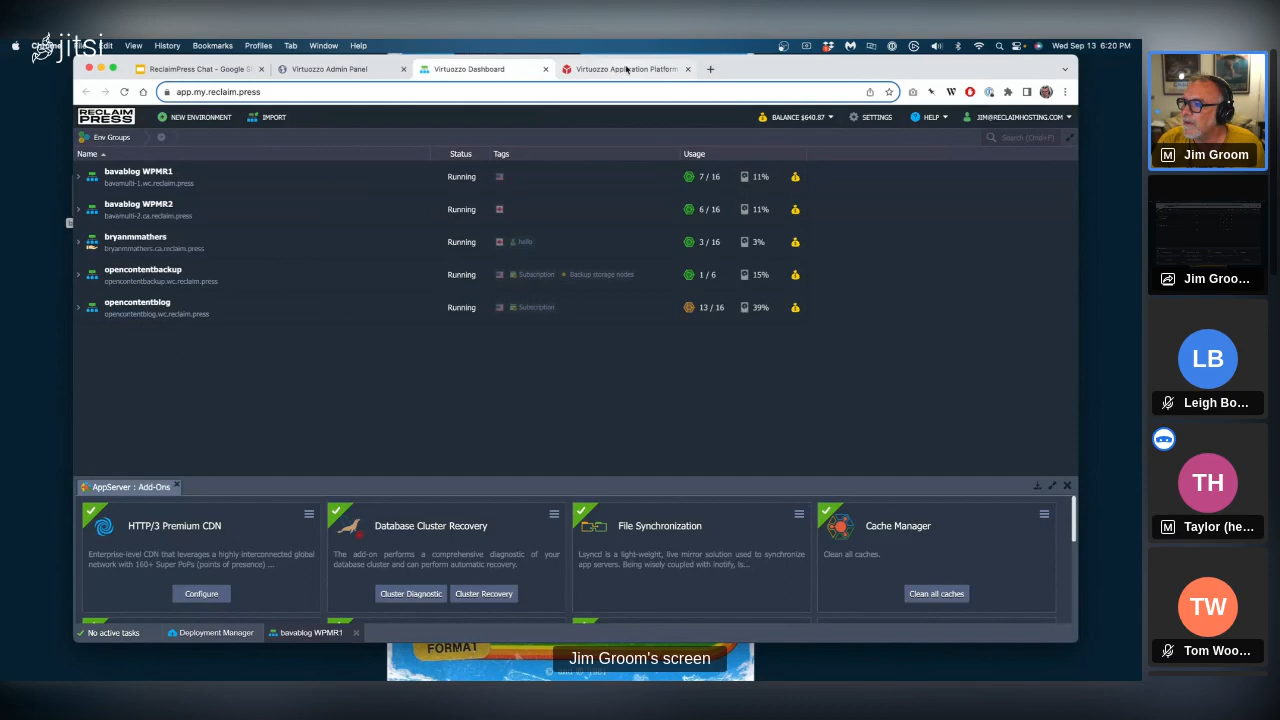 jitsi
Edit View History Bookmarks Profiles Tab Window Help
Wed Sep 13 6:20 PM
ReclaimPress Chat - Google Sl
Virtuozzo Admin Panel
Virtuozzo Dashboard
Virtuozzo Application Platform
app.my.reclaim.press
RECLAIM PRESS
NEW ENVIRONMENT
IMPORT
BALANCE $640.87
SETTINGS
HELP
JIM@RECLAIMHOSTING.COM
Env Groups
Search (Cmd+F)
Name Status Tags Usage
bavablog WPMR1
bavamulti-1.wc.reclaim.press
Running
7 / 16 11%
bavablog WPMR2
bavamulti-2.ca.reclaim.press
Running
6 / 16 11%
bryanmmathers
bryanmmathers.ca.reclaim.press
Running
hello
3 / 16 3%
opencontentbackup
opencontentbackup.wc.reclaim.press
Running
Subscription Backup storage nodes
1 / 6 15%
opencontentblog
opencontentblog.wc.reclaim.press
Running
Subscription
13 / 16 39%
AppServer : Add-Ons
HTTP/3 Premium CDN
Enterprise-level CDN that leverages a highly interconnected global
network with 160+ Super PoPs (points of presence) ...
Configure
Database Cluster Recovery
The add-on performs a comprehensive diagnostic of your
database cluster and can perform automatic recovery.
Cluster Diagnostic Cluster Recovery
File Synchronization
Lsyncd is a light-weight, live mirror solution used to synchronize
app servers. Being wisely coupled with inotify, ls...
Cache Manager
Clean all caches.
Clean all caches
No active tasks
Deployment Manager
bavablog WPMR1
FORMAT
Jim Groom's screen
Jim Groom
Jim Groo...
LB
Leigh Bo...
TH
Taylor (he...
TW
Tom Woo...